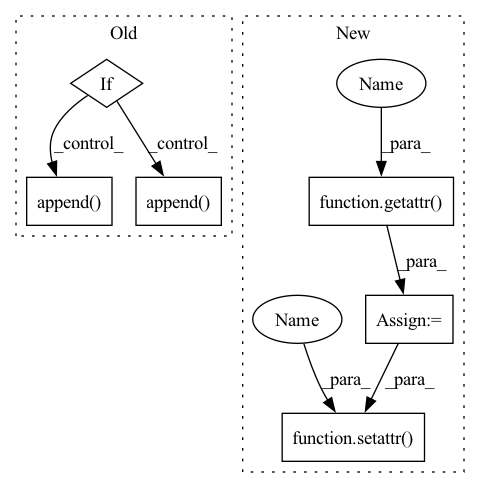 Old
New
If
Name
_control_
_control_
_para_
append()
append()
function.getattr()
_para_
Name
Assign:=
_para_
_para_
function.setattr()